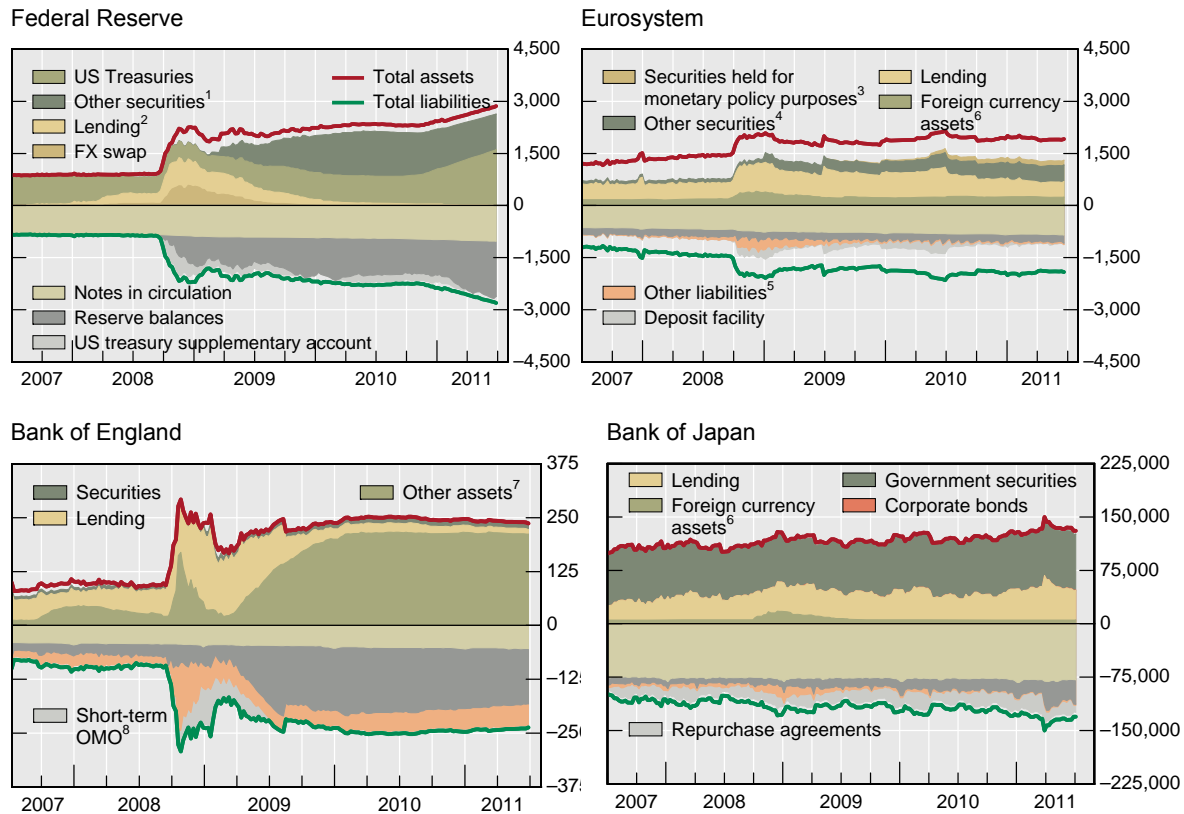 Federal Reserve
US Treasuries
Other securities¹
Lending²
FX swap
Total assets
Total liabilities
4,500
3,000
1,500
0
–1,500
–3,000
–4,500
Notes in circulation
Reserve balances
US treasury supplementary account
2007 2008 2009 2010 2011
Eurosystem
Securities held for
monetary policy purposes³
Other securities⁴
Lending
Foreign currency
assets⁶
4,500
3,000
1,500
0
–1,500
–3,000
–4,500
Other liabilities⁵
Deposit facility
2007 2008 2009 2010 2011
Bank of England
Securities
Lending
Other assets⁷
375
250
125
0
–125
–250
–375
Short-term
OMO⁸
2007 2008 2009 2010 2011
Bank of Japan
Lending
Foreign currency
assets⁶
Government securities
Corporate bonds
225,000
150,000
75,000
0
–75,000
–150,000
–225,000
Repurchase agreements
2007 2008 2009 2010 2011